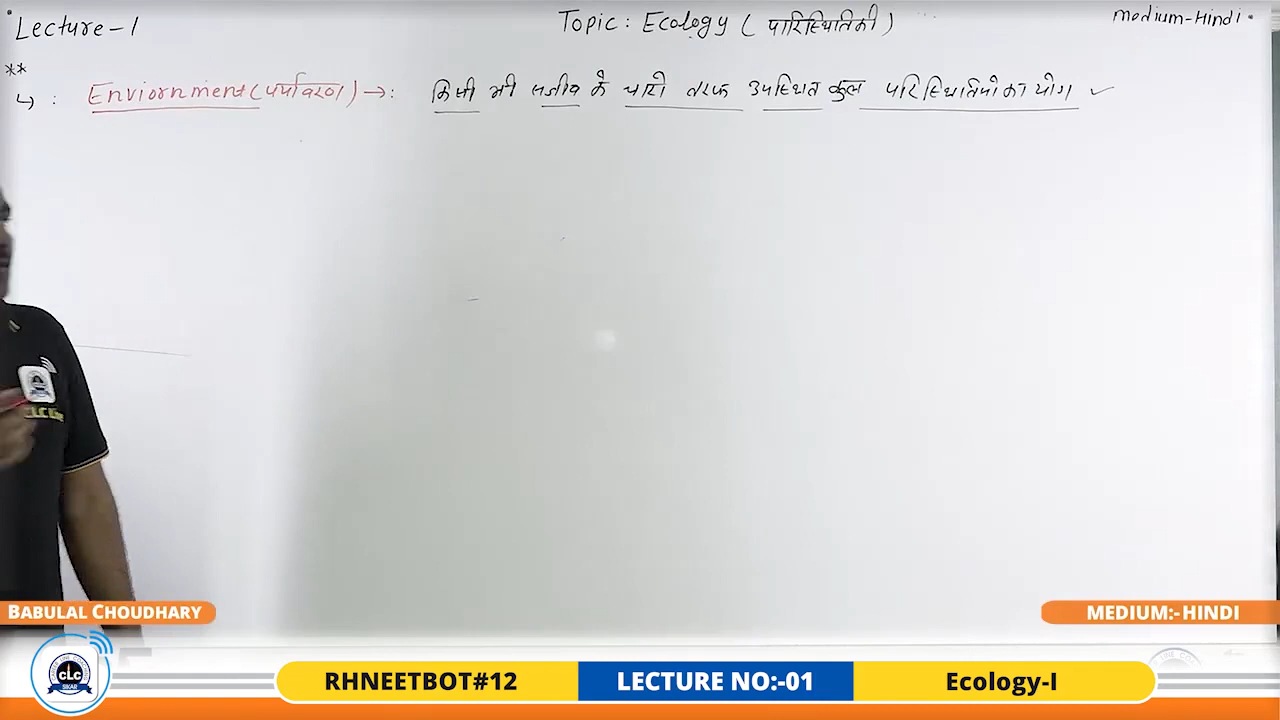 Lecture-1
Topic: Ecology (पारिस्थितिकी)
medium-Hindi
** 
↳ : Enviornment (पर्यावरण) →: किसी भी सजीव के चारो तरफ उपस्थित कुल परिस्थितियो का योग ✓
BABULAL CHOUDHARY
MEDIUM:- HINDI
CLC
SIKAR
RHNEETBOT#12
LECTURE NO:-01
Ecology-I